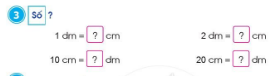 3 Số ?
1 dm = ? cm 2 dm = ? cm
10 cm = ? dm 20 cm = ? dm